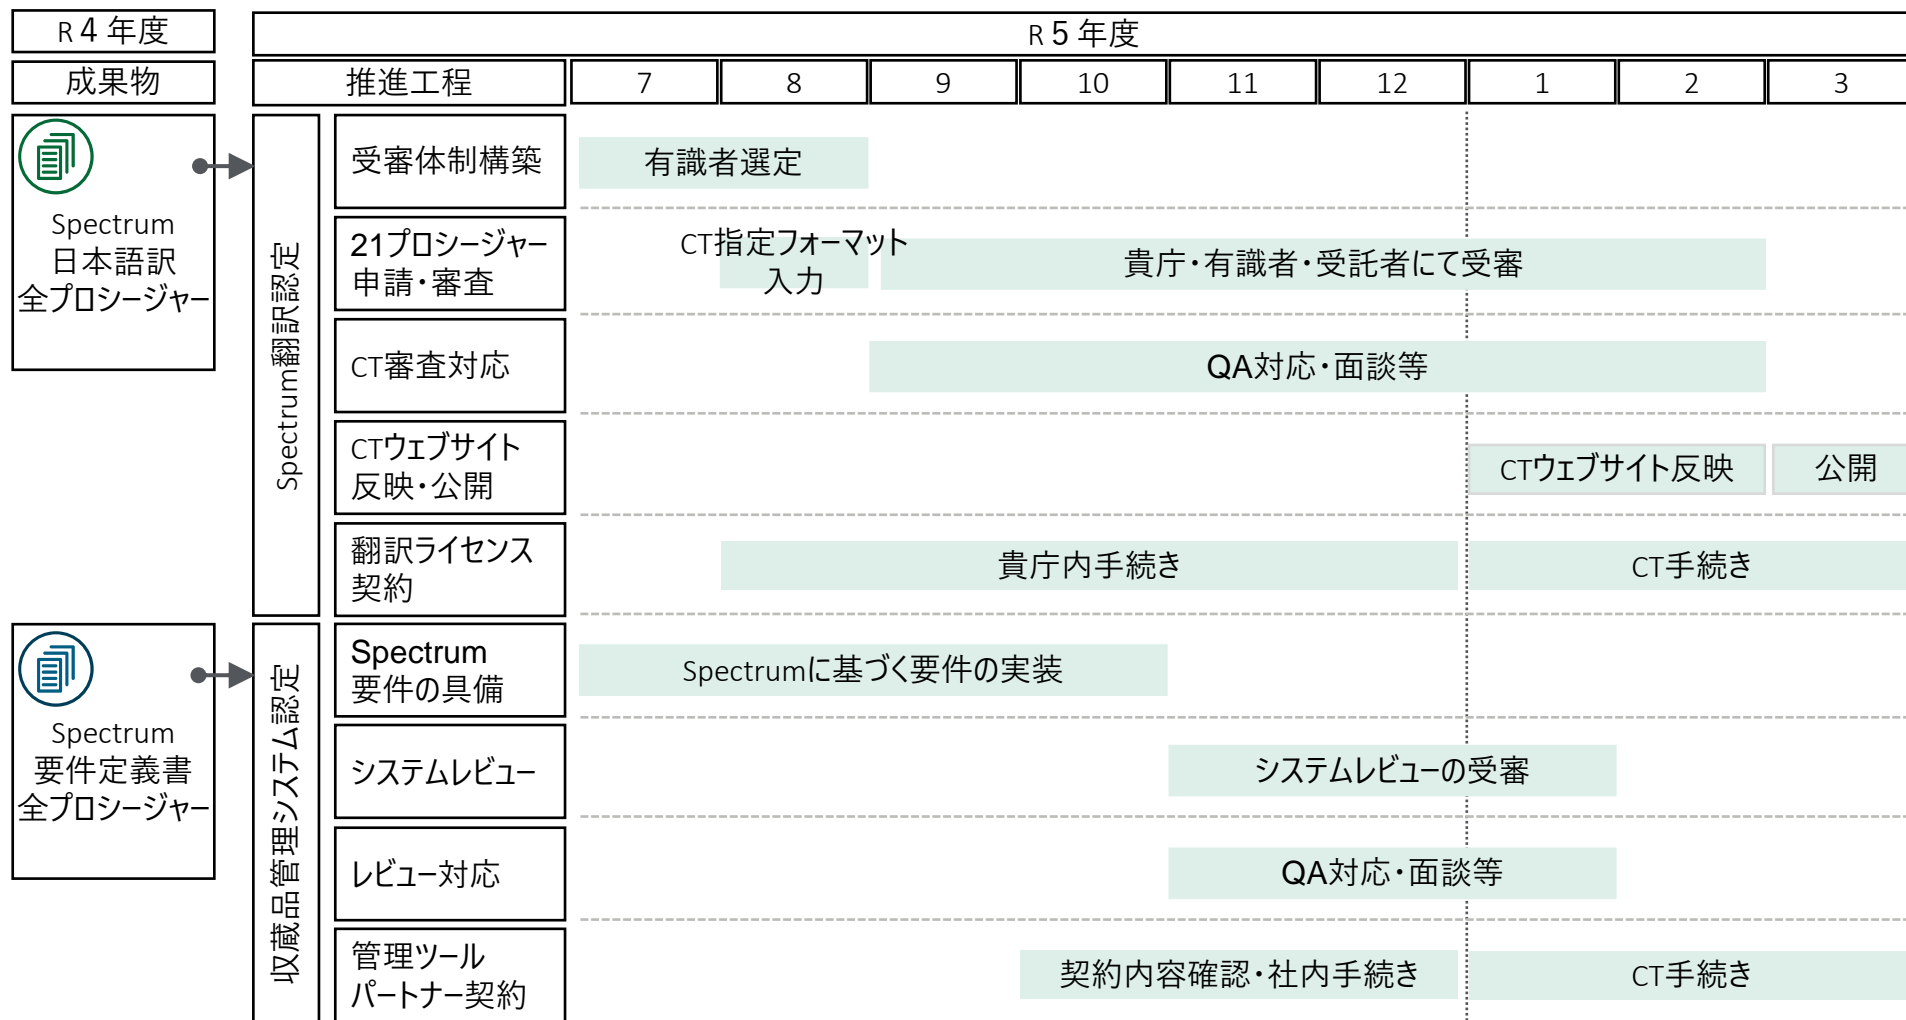 R４年度
R５年度
成果物
推進工程
7
8
9
10
11
12
1
2
3
Spectrum
日本語訳
全プロシージャー
Spectrum翻訳認定
受審体制構築
有識者選定
21プロシージャー
申請・審査
CT指定フォーマット
入力
貴庁・有識者・受託者にて受審
CT審査対応
QA対応・面談等
CTウェブサイト
反映・公開
CTウェブサイト反映
公開
翻訳ライセンス
契約
貴庁内手続き
CT手続き
Spectrum
要件定義書
全プロシージャー
収蔵品管理システム認定
Spectrum
要件の具備
Spectrumに基づく要件の実装
システムレビュー
システムレビューの受審
レビュー対応
QA対応・面談等
管理ツール
パートナー契約
契約内容確認・社内手続き
CT手続き